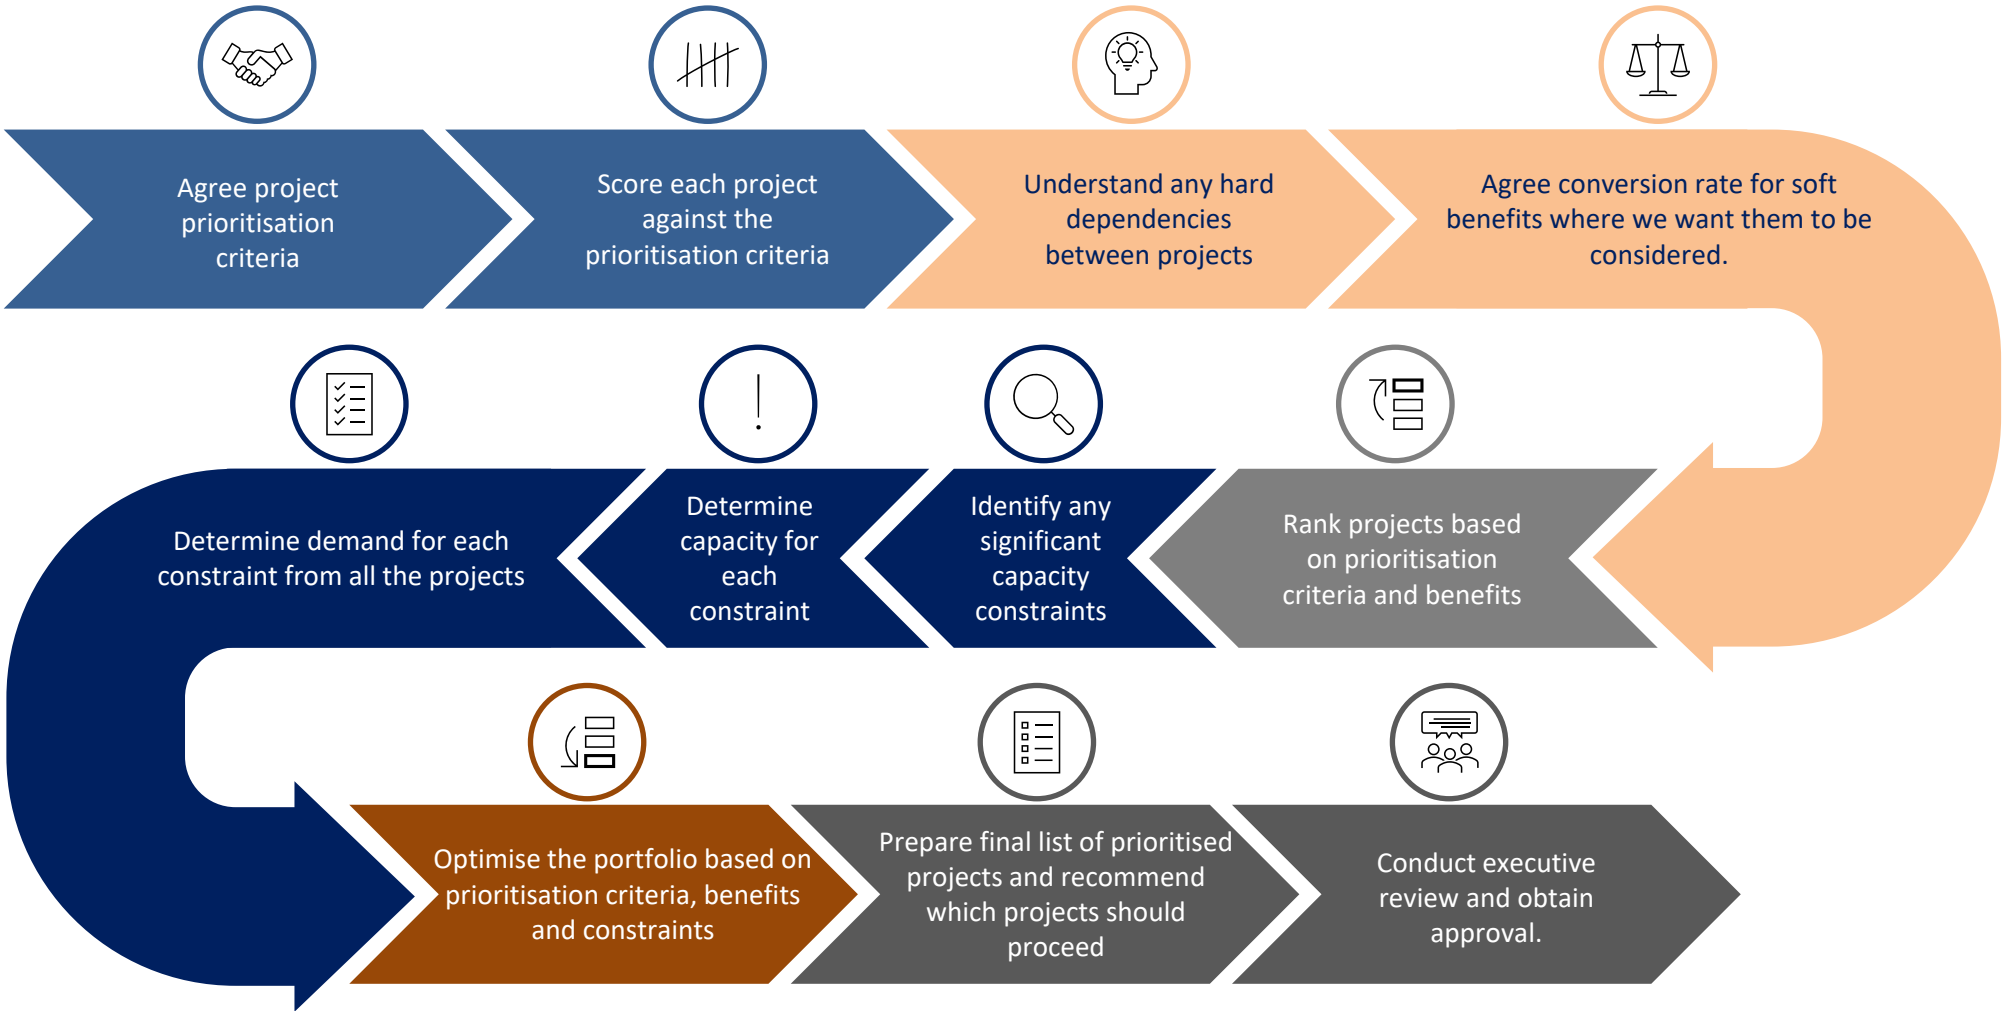 Agree project
prioritisation
criteria
Score each project
against the
prioritisation criteria
Understand any hard
dependencies
between projects
Agree conversion rate for soft
benefits where we want them to be
considered.
Rank projects based
on prioritisation
criteria and benefits
Identify any
significant
capacity
constraints
Determine
capacity for
each
constraint
Determine demand for each
constraint from all the projects
Optimise the portfolio based on
prioritisation criteria, benefits
and constraints
Prepare final list of prioritised
projects and recommend
which projects should
proceed
Conduct executive
review and obtain
approval.